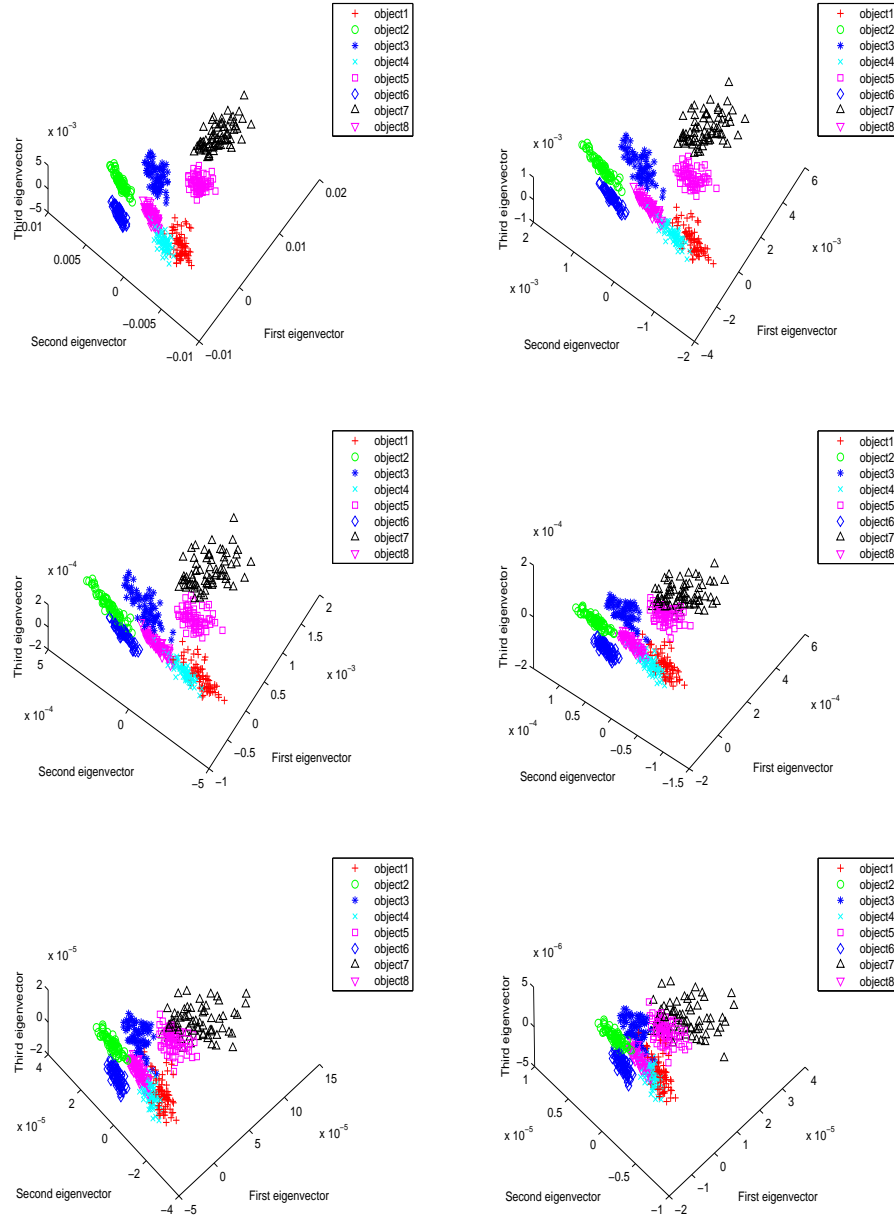 object1
object2
object3
object4
object5
object6
object7
object8
x 10⁻³
Third eigenvector
5
0
−5
0.01
0.005
0
−0.005
−0.01
Second eigenvector
−0.01
0
0.01
0.02
First eigenvector
object1
object2
object3
object4
object5
object6
object7
object8
x 10⁻³
Third eigenvector
1
0
−1
2
1
0
−1
−2
x 10⁻³
Second eigenvector
−4
−2
0
2
4
6
x 10⁻³
First eigenvector
object1
object2
object3
object4
object5
object6
object7
object8
x 10⁻⁴
Third eigenvector
2
0
−2
5
0
−5
x 10⁻⁴
Second eigenvector
−1
−0.5
0
0.5
1
1.5
2
x 10⁻³
First eigenvector
object1
object2
object3
object4
object5
object6
object7
object8
x 10⁻⁴
Third eigenvector
2
0
−2
1
0.5
0
−0.5
−1
−1.5
x 10⁻⁴
Second eigenvector
−2
0
2
4
6
x 10⁻⁴
First eigenvector
object1
object2
object3
object4
object5
object6
object7
object8
x 10⁻⁵
Third eigenvector
2
0
−2
4
2
0
−2
−4
x 10⁻⁵
Second eigenvector
−5
0
5
10
15
x 10⁻⁵
First eigenvector
object1
object2
object3
object4
object5
object6
object7
object8
x 10⁻⁶
Third eigenvector
5
0
−5
1
0.5
0
−0.5
−1
x 10⁻⁵
Second eigenvector
−2
−1
0
1
2
3
4
x 10⁻⁵
First eigenvector